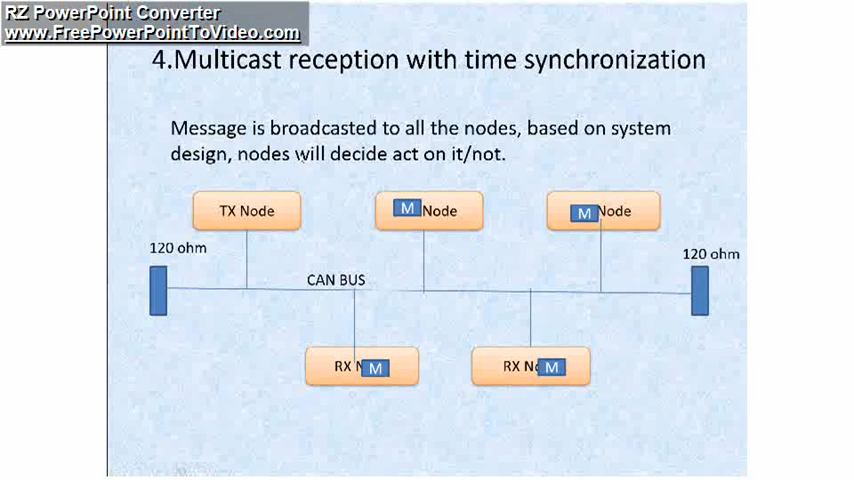 RZ PowerPoint Converter
www.FreePowerPointToVideo.com
4.Multicast reception with time synchronization
Message is broadcasted to all the nodes, based on system
design, nodes will decide act on it/not.
TX Node
M Node
M Node
120 ohm
120 ohm
CAN BUS
RX M
RX M